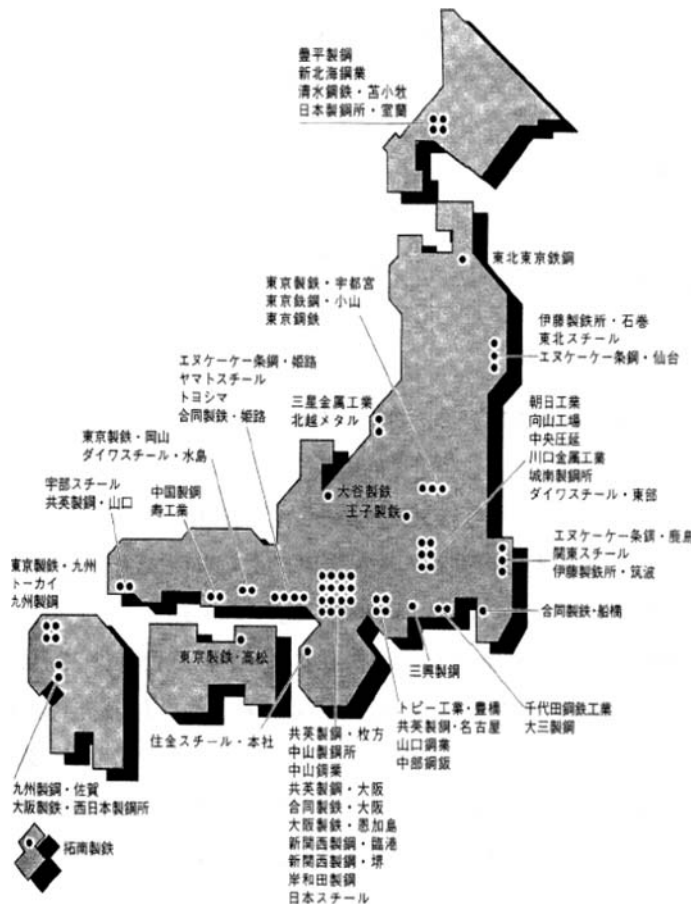 豊平製鋼
新北海鋼業
清水鋼鉄・苫小牧
日本製鋼所・室蘭
東北東京鉄鋼
東京製鉄・宇都宮
東京鉄鋼・小山
東京鋼鉄
伊藤製鉄所・石巻
東北スチール
エヌケーケー条鋼・仙台
エヌケーケー条鋼・姫路
ヤマトスチール
トヨシマ
合同製鉄・姫路
三星金属工業
北越メタル
朝日工業
向山工場
中央圧延
川口金属工業
城南製鋼所
ダイワスチール・東部
東京製鉄・岡山
ダイワスチール・水島
宇部スチール
共英製鋼・山口
中国製鋼
寿工業
大谷製鉄
王子製鉄
エヌケーケー条鋼・鹿島
関東スチール
伊藤製鉄所・筑波
東京製鉄・九州
トーカイ
九州製鋼
合同製鉄・船橋
三興製鋼
東京製鉄・高松
住金スチール・本社
トピー工業・豊橋
共英製鋼・名古屋
山口鋼業
中部鋼鈑
千代田鋼鉄工業
大三製鋼
共英製鋼・枚方
中山製鋼所
中山鋼業
共英製鋼・大阪
合同製鉄・大阪
大阪製鉄・恩加島
新関西製鋼・臨港
新関西製鋼・堺
岸和田製鋼
日本スチール
九州製鋼・佐賀
大阪製鉄・西日本製鋼所
拓南製鉄